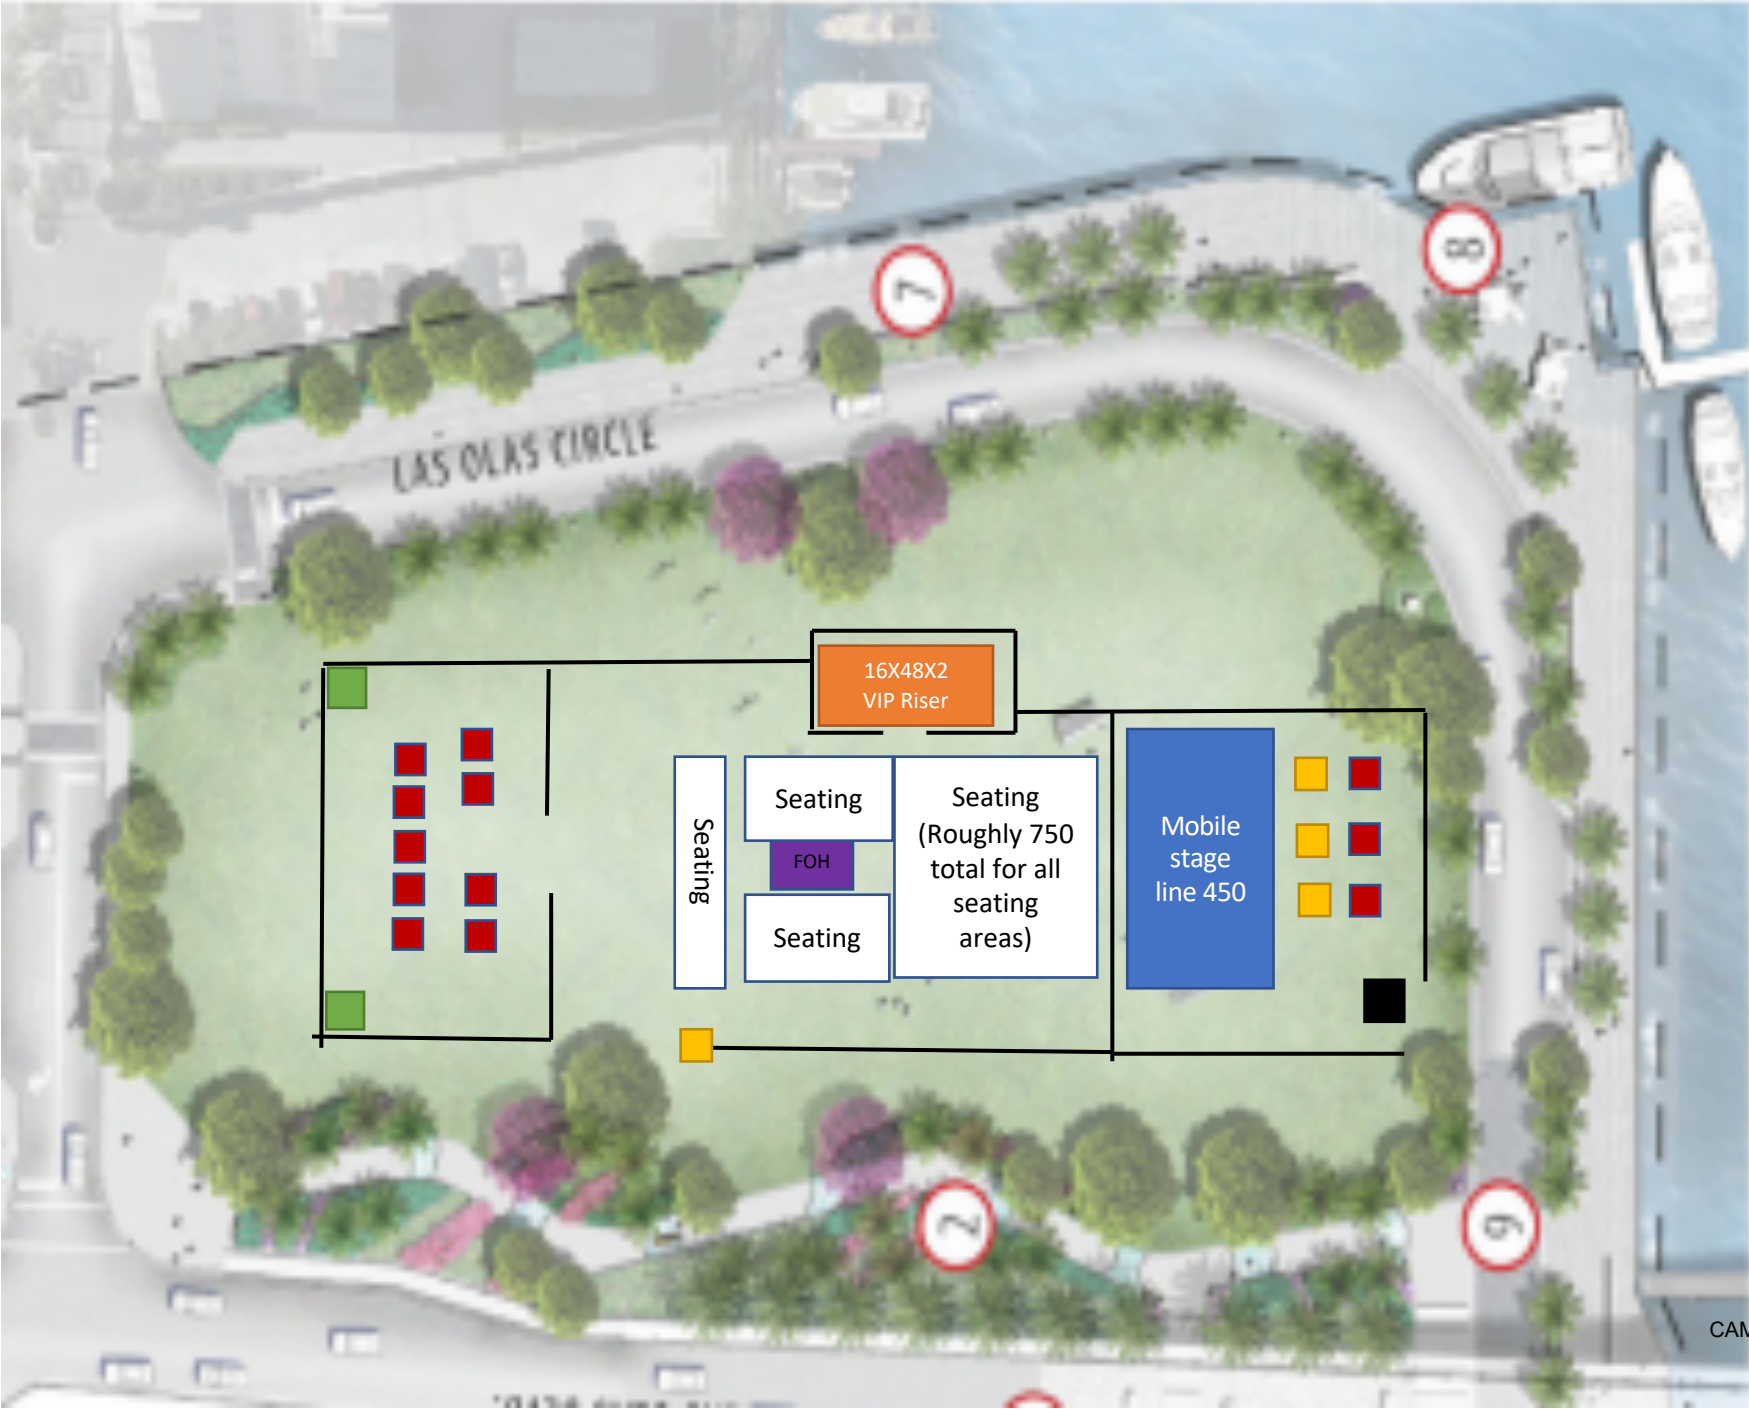 7
8
LAS OLAS CIRCLE
16X48X2
VIP Riser
Seating
Seating
FOH
Seating
Seating
(Roughly 750
total for all
seating
areas)
Mobile
stage
line 450
2
9
CAM